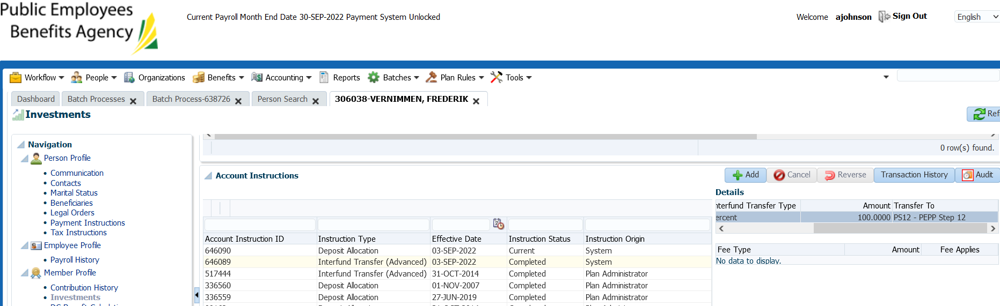 Public Employees
Benefits Agency
Current Payroll Month End Date 30-SEP-2022 Payment System Unlocked
Welcome ajohnson Sign Out English
Workflow People Organizations Benefits Accounting Reports Batches Plan Rules Tools
Dashboard Batch Processes Batch Process-638726 Person Search 306038-VERNIMMEN, FREDERIK
Investments
Ref
Navigation
Person Profile
Communication
Contacts
Marital Status
Beneficiaries
Legal Orders
Payment Instructions
Tax Instructions
Employee Profile
Payroll History
Member Profile
Contribution History
Investments
0 row(s) found.
Account Instructions
Add Cancel Reverse Transaction History Audit
Account Instruction ID Instruction Type Effective Date Instruction Status Instruction Origin
646090 Deposit Allocation 03-SEP-2022 Current System
646089 Interfund Transfer (Advanced) 03-SEP-2022 Completed System
517444 Interfund Transfer (Advanced) 31-OCT-2014 Completed Plan Administrator
336560 Deposit Allocation 01-NOV-2007 Completed Plan Administrator
336559 Deposit Allocation 27-JUN-2019 Completed Plan Administrator
Details
nterfund Transfer Type Amount Transfer To
ercent 100.0000 PS12 - PEPP Step 12
Fee Type Amount Fee Applies
No data to display.